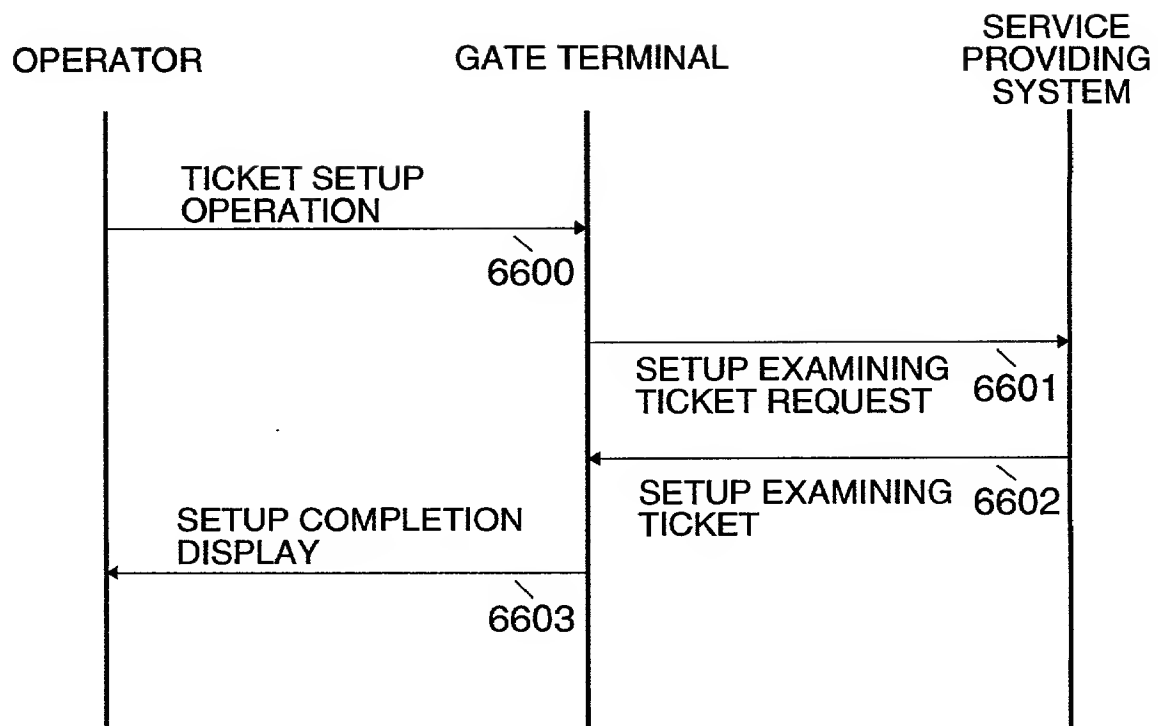 OPERATOR
GATE TERMINAL
SERVICE
PROVIDING
SYSTEM
TICKET SETUP
OPERATION
6600
SETUP EXAMINING
TICKET REQUEST
6601
SETUP EXAMINING
TICKET
6602
SETUP COMPLETION
DISPLAY
6603